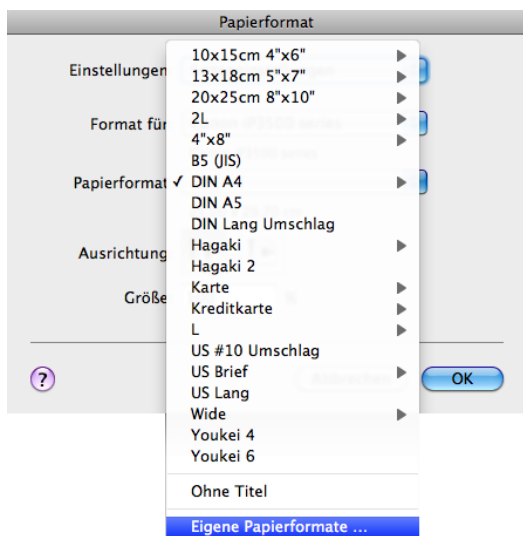 Papierformat
Einstellungen
10x15cm 4"x6"
13x18cm 5"x7"
20x25cm 8"x10"
Format für
2L
4"x8"
B5 (JIS)
Papierformat ✓ DIN A4
DIN A5
DIN Lang Umschlag
Ausrichtung
Hagaki
Hagaki 2
Karte
Größe
Kreditkarte
L
US #10 Umschlag
? US Brief
Abbrechen OK
US Lang
Wide
Youkei 4
Youkei 6
Ohne Titel
Eigene Papierformate ...